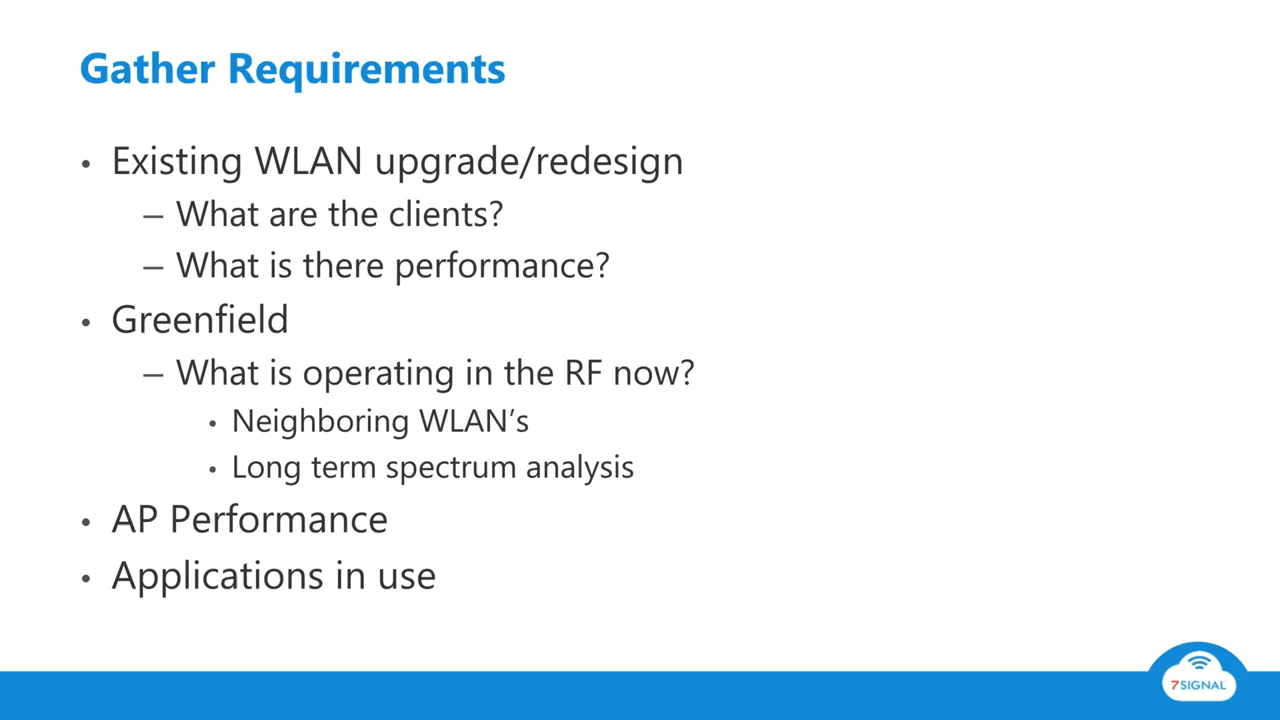 Gather Requirements
• Existing WLAN upgrade/redesign
– What are the clients?
– What is there performance?
• Greenfield
– What is operating in the RF now?
• Neighboring WLAN’s
• Long term spectrum analysis
• AP Performance
• Applications in use
7SIGNAL